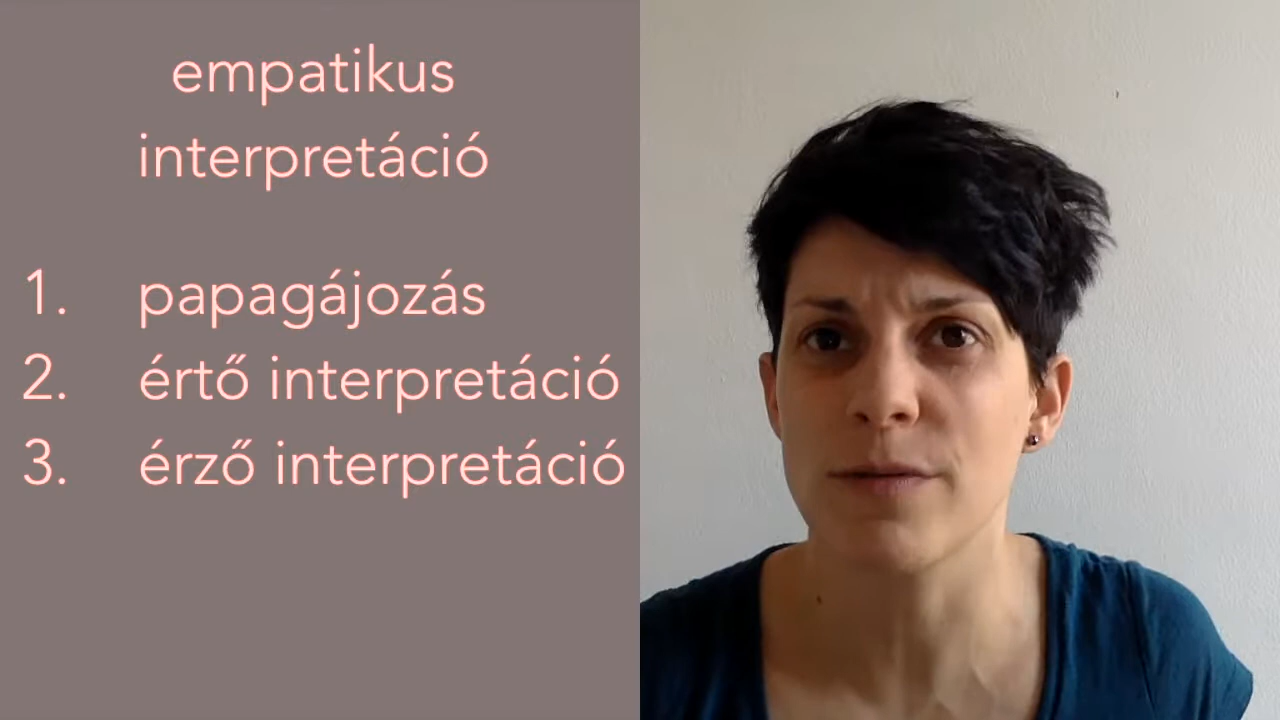 empatikus
interpretáció
1. papagájozás
2. értő interpretáció
3. érző interpretáció